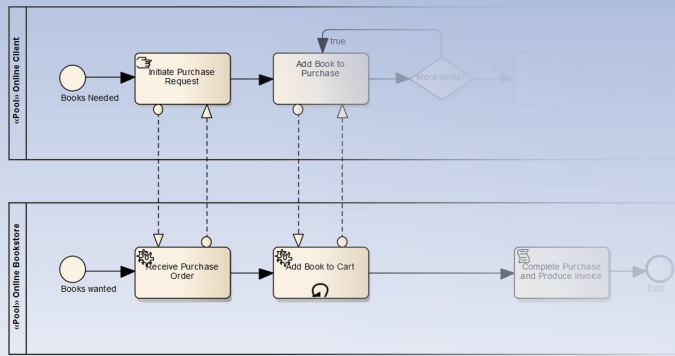 «Pool» Online Client
Books Needed
Initiate Purchase
Request
Add Book to
Purchase
true
More Items?
«Pool» Online Bookstore
Books wanted
Receive Purchase
Order
Add Book to Cart
Complete Purchase
and Produce Invoice
End